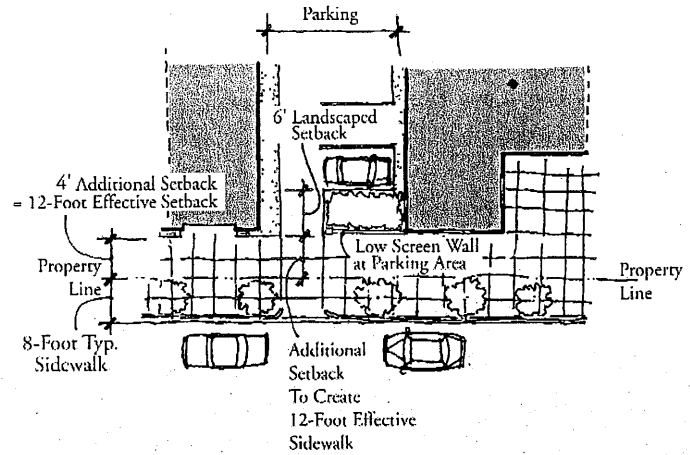 Parking
6' Landscaped
Setback
4' Additional Setback
= 12-Foot Effective Setback
Low Screen Wall
at Parking Area
Property
Line
Property
Line
8-Foot Typ.
Sidewalk
Additional
Setback
To Create
12-Foot Effective
Sidewalk